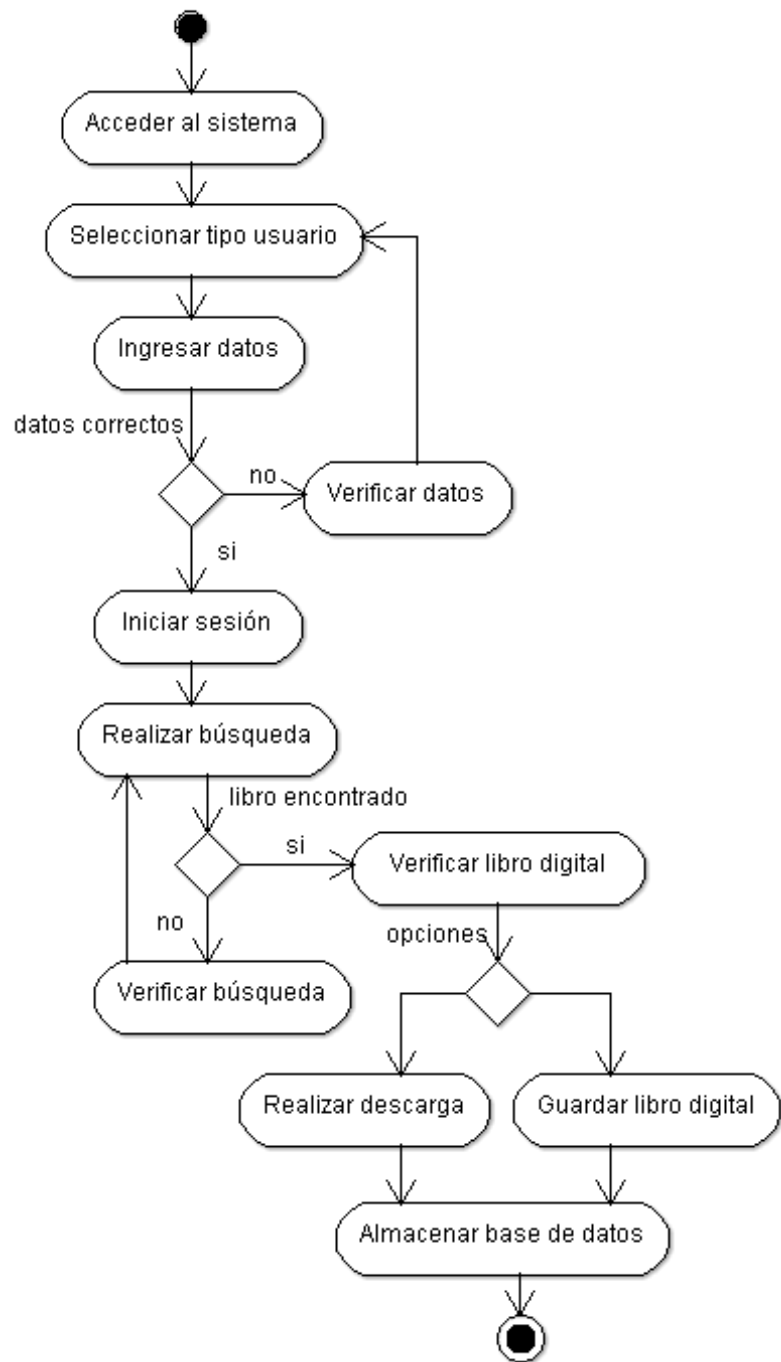 Acceder al sistema
Seleccionar tipo usuario
Ingresar datos
datos correctos
no
Verificar datos
si
Iniciar sesión
Realizar búsqueda
libro encontrado
si
Verificar libro digital
no
opciones
Verificar búsqueda
Realizar descarga
Guardar libro digital
Almacenar base de datos